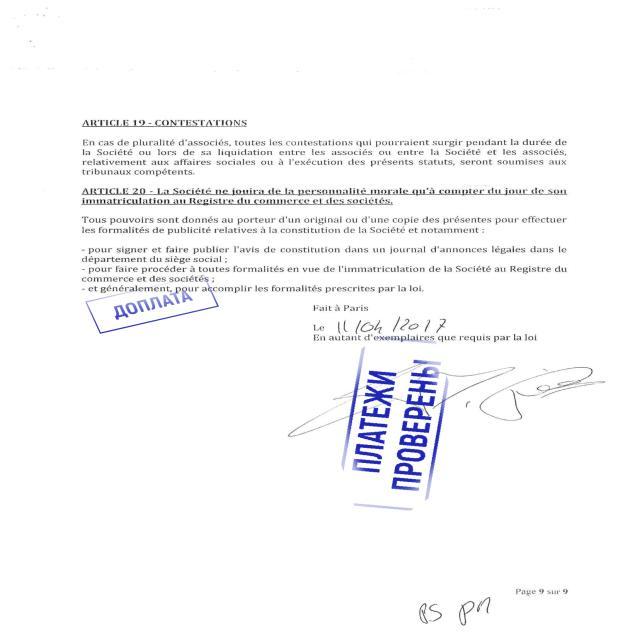 ARTICLE 19 - CONTESTATIONS
En cas de pluralité d'associés, toutes les contestations qui pourraient surgir pendant la durée de
la Société ou lors de sa liquidation entre les associés ou entre la Société et les associés,
relativement aux affaires sociales ou à l'exécution des présents statuts, seront soumises aux
tribunaux compétents.
ARTICLE 20 - La Société ne jouira de la personnalité morale qu'à compter du jour de son
immatriculation au Registre du commerce et des sociétés.
Tous pouvoirs sont donnés au porteur d'un original ou d'une copie des présentes pour effectuer
les formalités de publicité relatives à la constitution de la Société et notamment :
- pour signer et faire publier l'avis de constitution dans un journal d'annonces légales dans le
département du siège social ;
- pour faire procéder à toutes formalités en vue de l'immatriculation de la Société au Registre du
commerce et des sociétés ;
- et généralement, pour accomplir les formalités prescrites par la loi.
ДОПЛАТА
Fait à Paris
Le 11/04/2017
En autant d'exemplaires que requis par la loi
ПЛАТЕЖИ
ПРОВЕРЕНЫ
Page 9 sur 9
PS PM